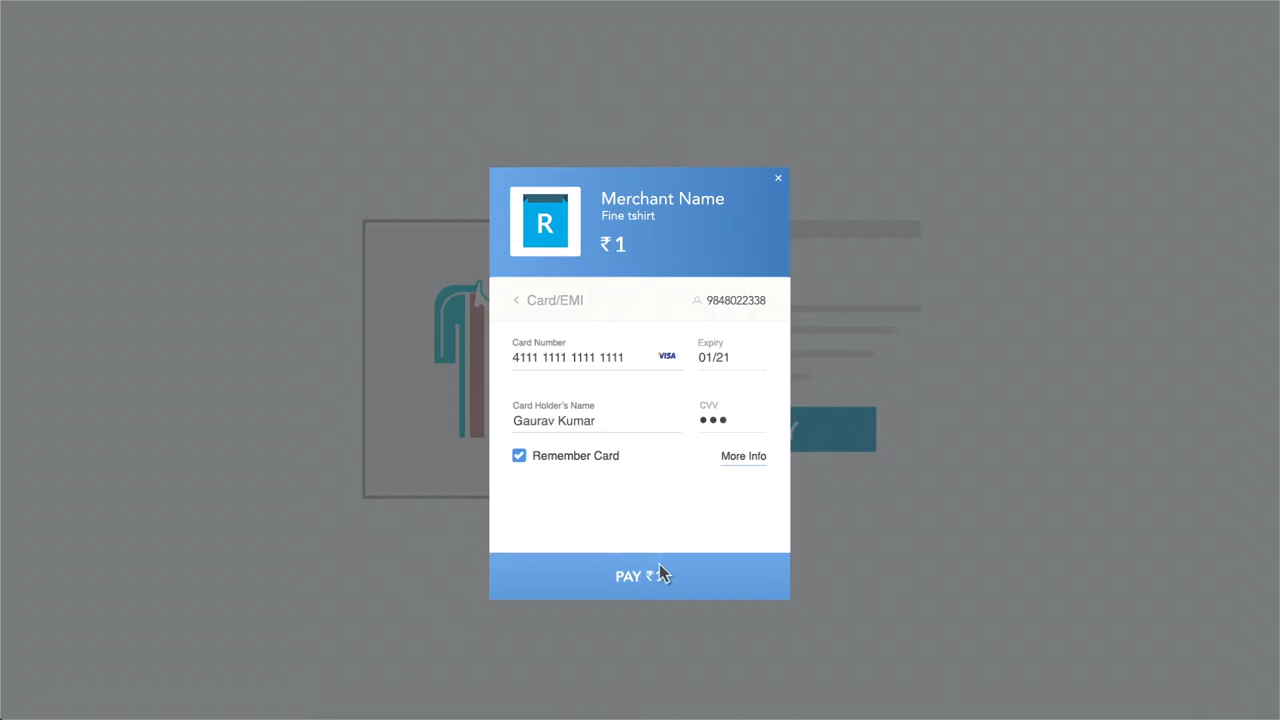 R
Merchant Name
Fine tshirt
₹ 1
Card/EMI
9848022338
Card Number
4111 1111 1111 1111
VISA
Expiry
01/21
Card Holder's Name
Gaurav Kumar
CVV
Remember Card
More Info
PAY ₹
Y